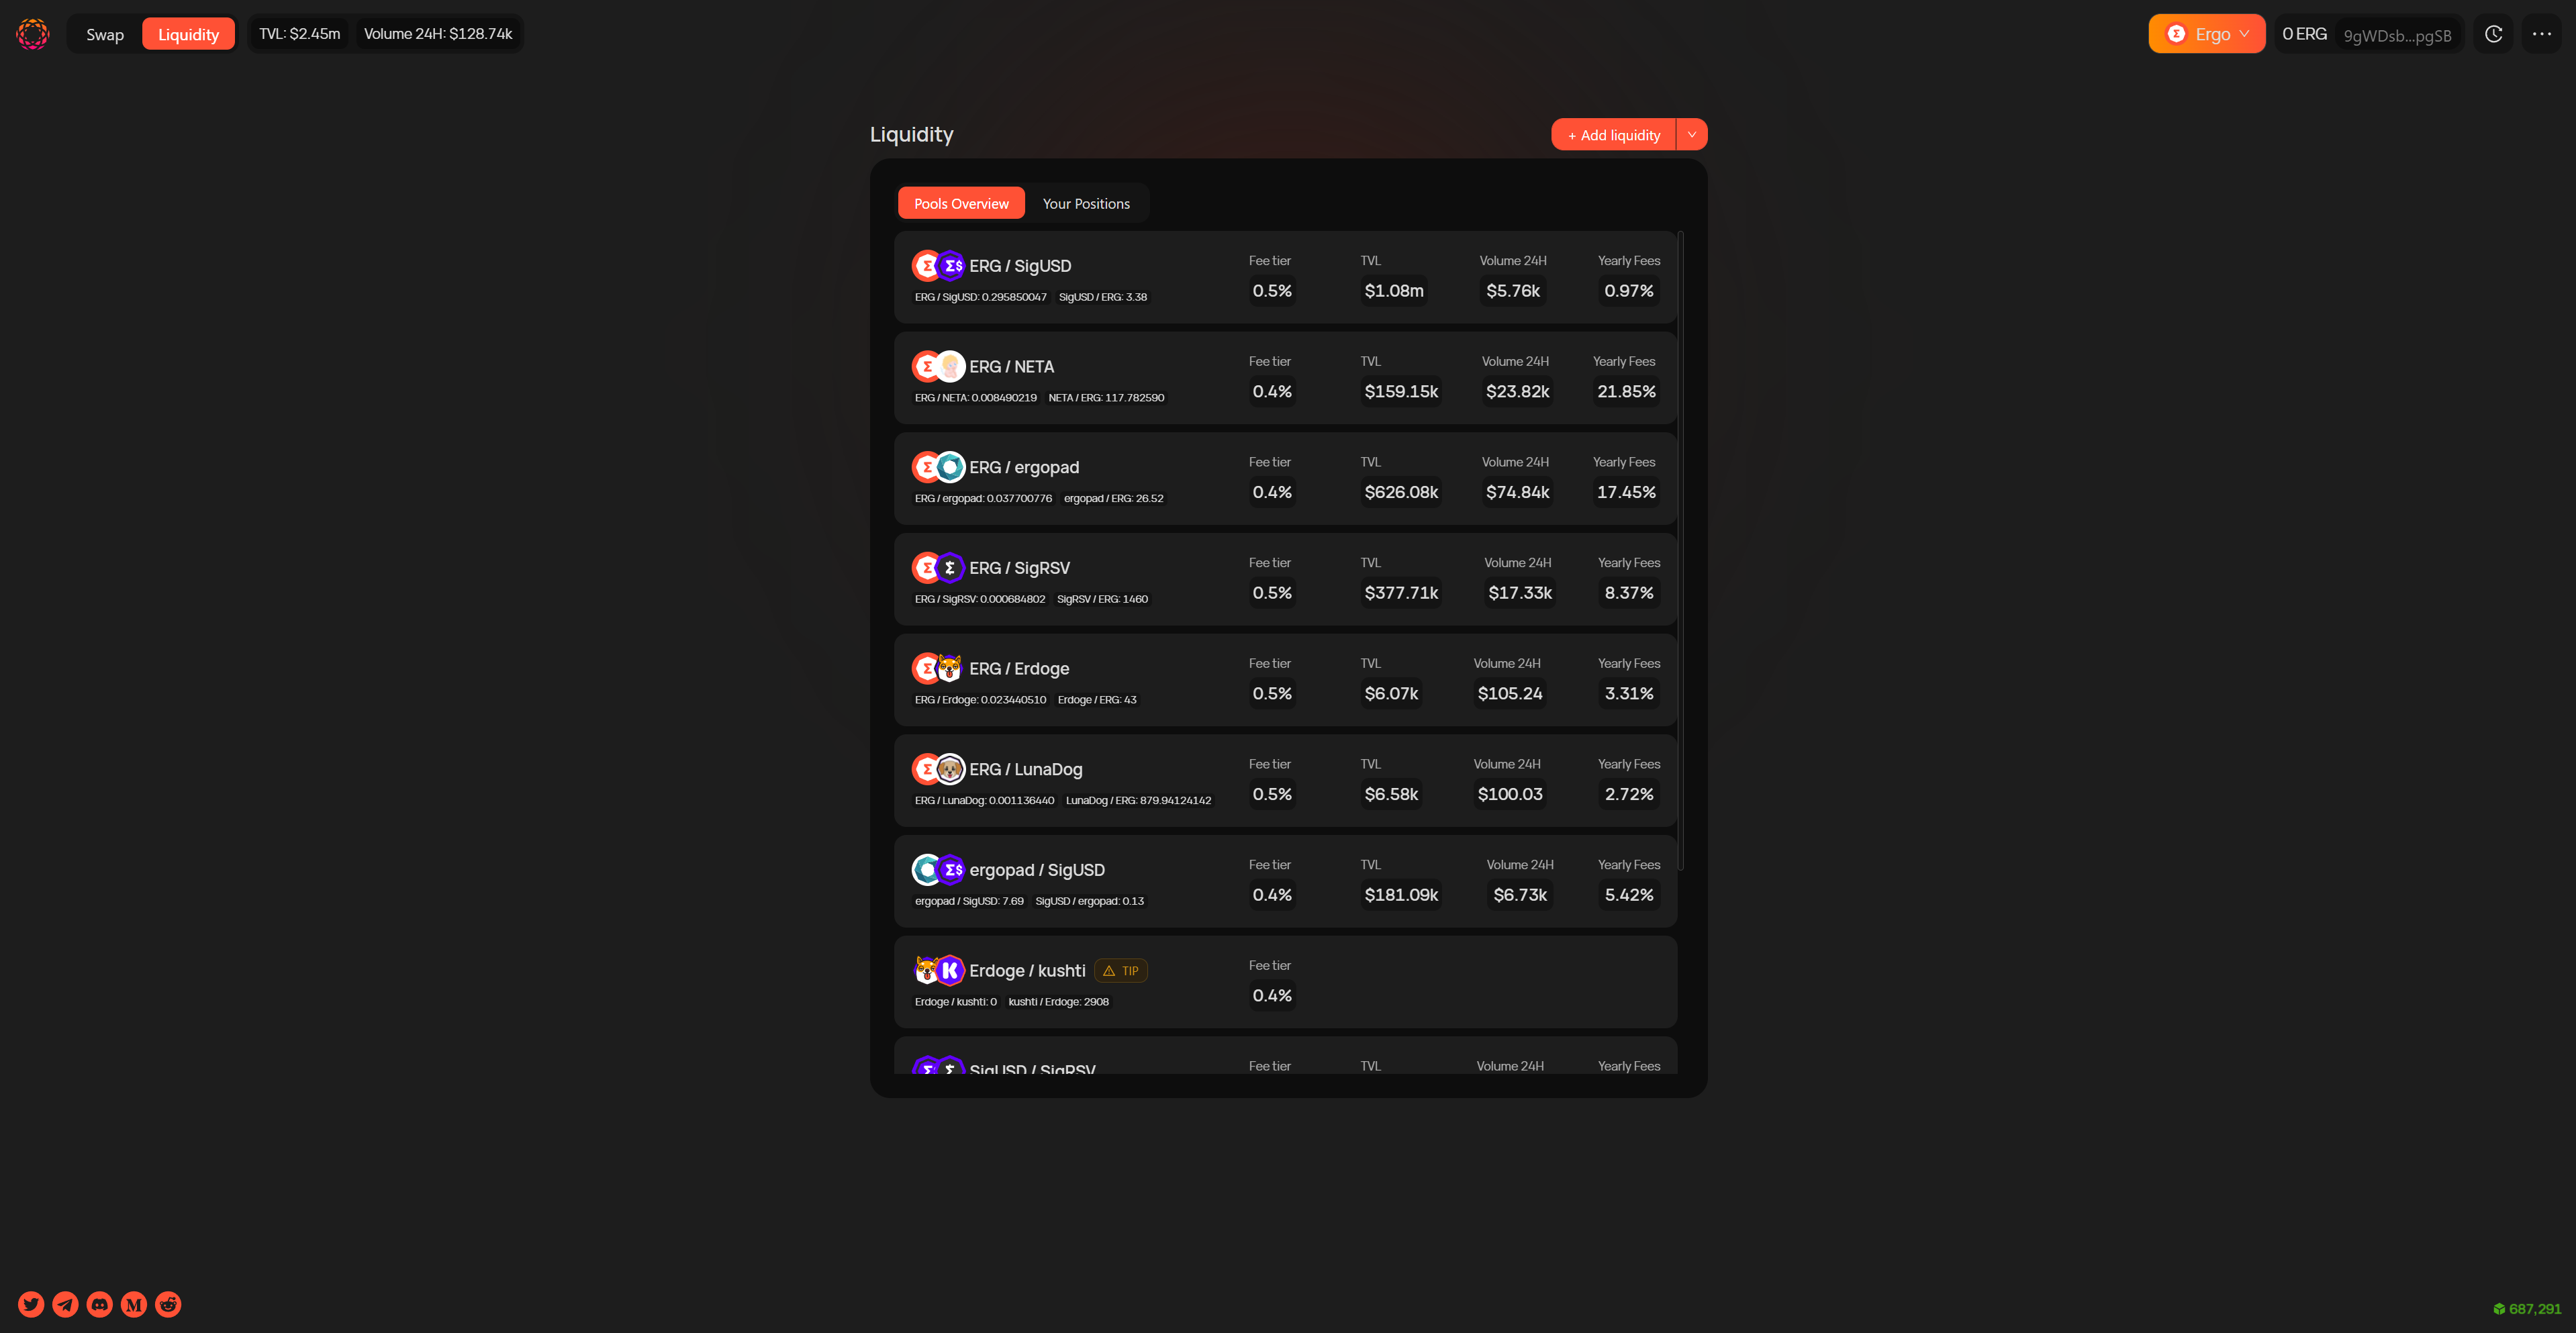 Swap Liquidity TVL: $2.45m Volume 24H: $128.74k Ergo 0 ERG 9gWDsb...pgSB
Liquidity + Add liquidity
Pools Overview Your Positions
ERG / SigUSD Fee tier TVL Volume 24H Yearly Fees
0.5% $1.08m $5.76k 0.97%
ERG / SigUSD: 0.295850047 SigUSD / ERG: 3.38
ERG / NETA Fee tier TVL Volume 24H Yearly Fees
0.4% $159.15k $23.82k 21.85%
ERG / NETA: 0.008490219 NETA / ERG: 117.782590
ERG / ergopad Fee tier TVL Volume 24H Yearly Fees
0.4% $626.08k $74.84k 17.45%
ERG / ergopad: 0.037700776 ergopad / ERG: 26.52
ERG / SigRSV Fee tier TVL Volume 24H Yearly Fees
0.5% $377.71k $17.33k 8.37%
ERG / SigRSV: 0.000684802 SigRSV / ERG: 1460
ERG / Erdoge Fee tier TVL Volume 24H Yearly Fees
0.5% $6.07k $105.24 3.31%
ERG / Erdoge: 0.023440510 Erdoge / ERG: 43
ERG / LunaDog Fee tier TVL Volume 24H Yearly Fees
0.5% $6.58k $100.03 2.72%
ERG / LunaDog: 0.001136440 LunaDog / ERG: 879.94124142
ergopad / SigUSD Fee tier TVL Volume 24H Yearly Fees
0.4% $181.09k $6.73k 5.42%
ergopad / SigUSD: 7.69 SigUSD / ergopad: 0.13
Erdoge / kushti TIP Fee tier
0.4%
Erdoge / kushti: 0 kushti / Erdoge: 2908
SigUSD / SigRSV Fee tier TVL Volume 24H Yearly Fees
687,291